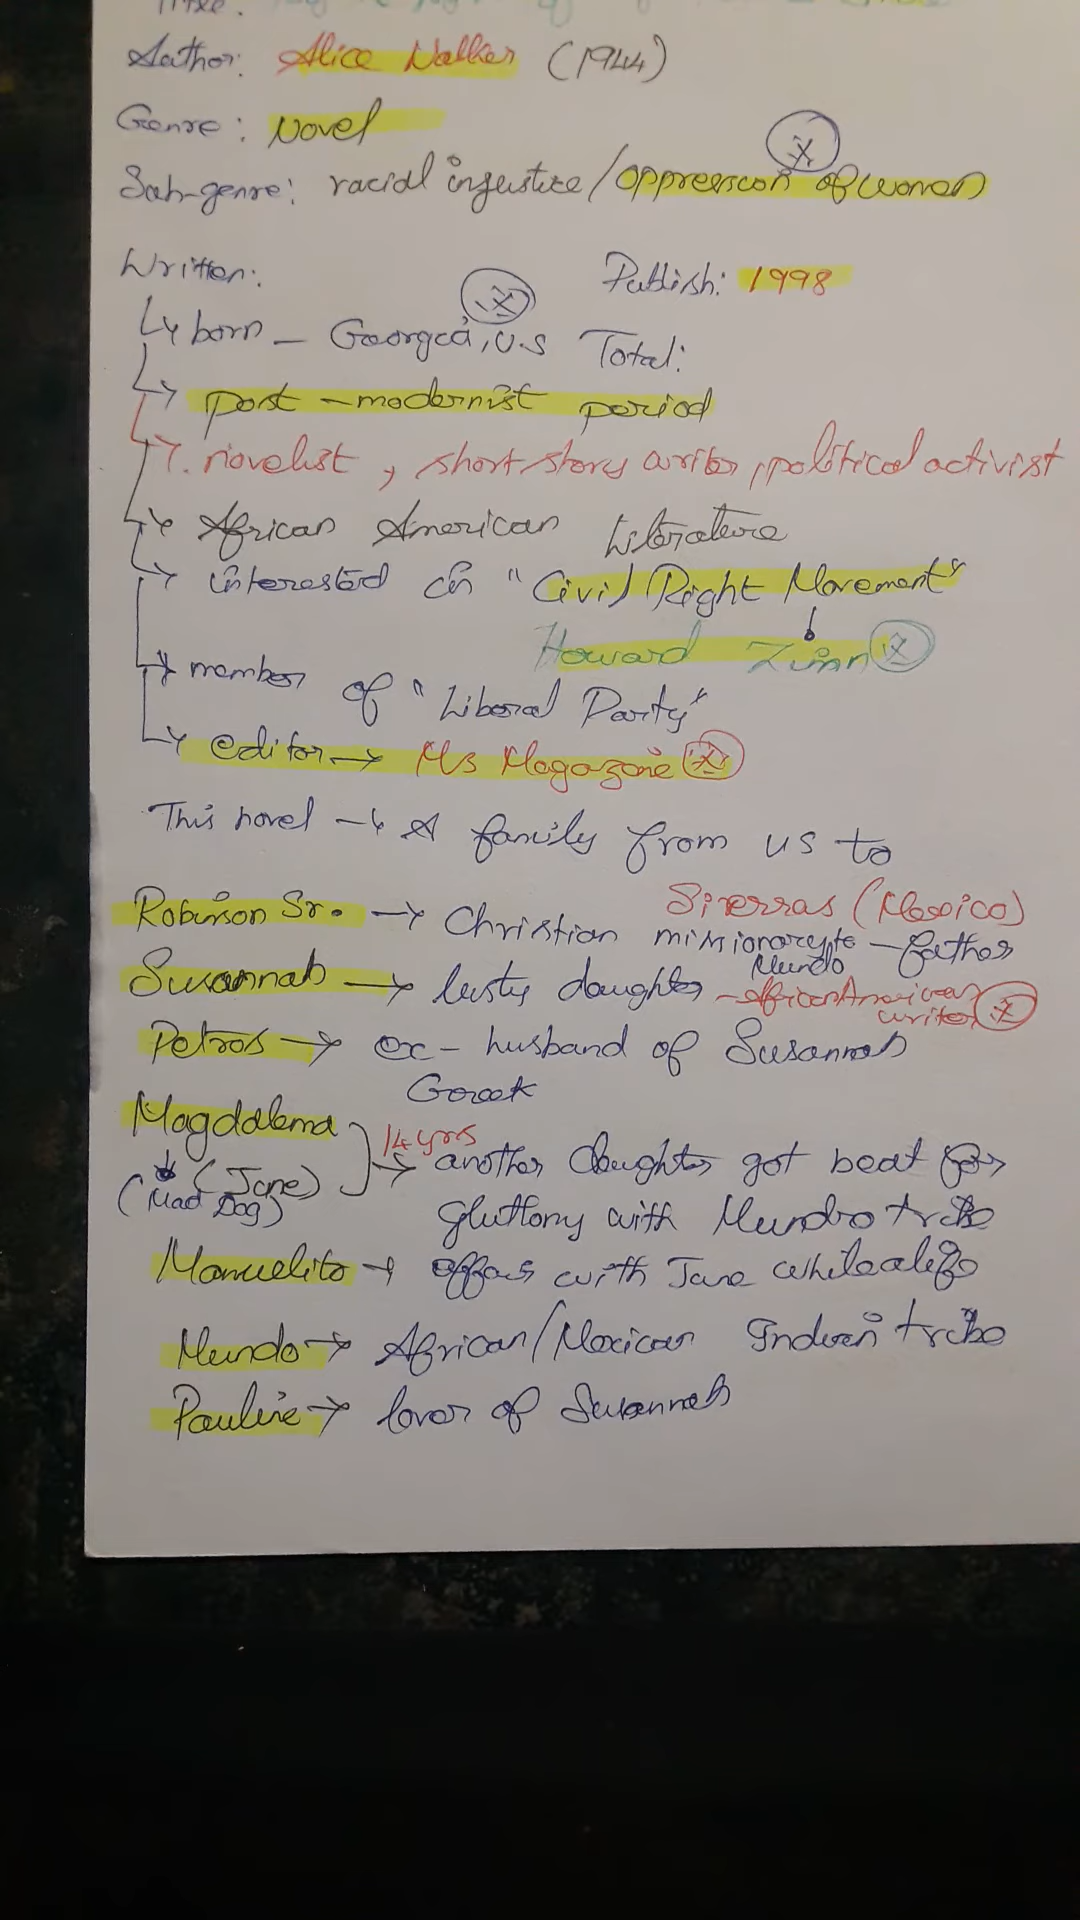 Title:
Author: Alice Walker (1944)
Genre: Novel
Sub-genre: racial injustice/oppression of women
Written: Publish: 1998
born - Georgia, U.S Total:
post-modernist period
novelist, short story writer, political activist
African American Literature
interested in "Civil Right Movement"
Howard Zinn
member of "Liberal Party"
editor → Ms Magazine
This novel → A family from US to
Sirerras (Mexico)
Robinson Sr. → Christian missionary to - father
Mundo
Susannah → lusty daughter - African American
writer
Petros → ex-husband of Susannah
Greek
Magdalena 14 yrs
(Jane) → another daughter got beat for
(Mad Dog) gluttony with Mundo tribe
Manuelito → affair with Jane
Mundo → African/Mexican Indian tribe
Pauline → lover of Susannah